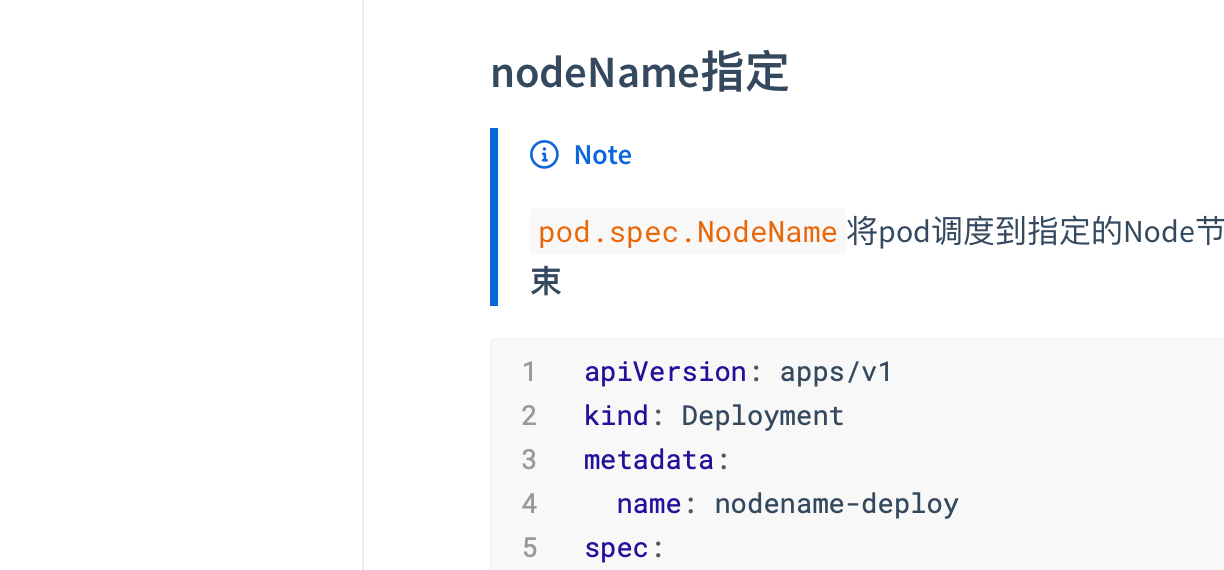 nodeName指定
Note
pod.spec.NodeName将pod调度到指定的Node节
束
1 apiVersion: apps/v1
2 kind: Deployment
3 metadata:
4   name: nodename-deploy
5 spec: